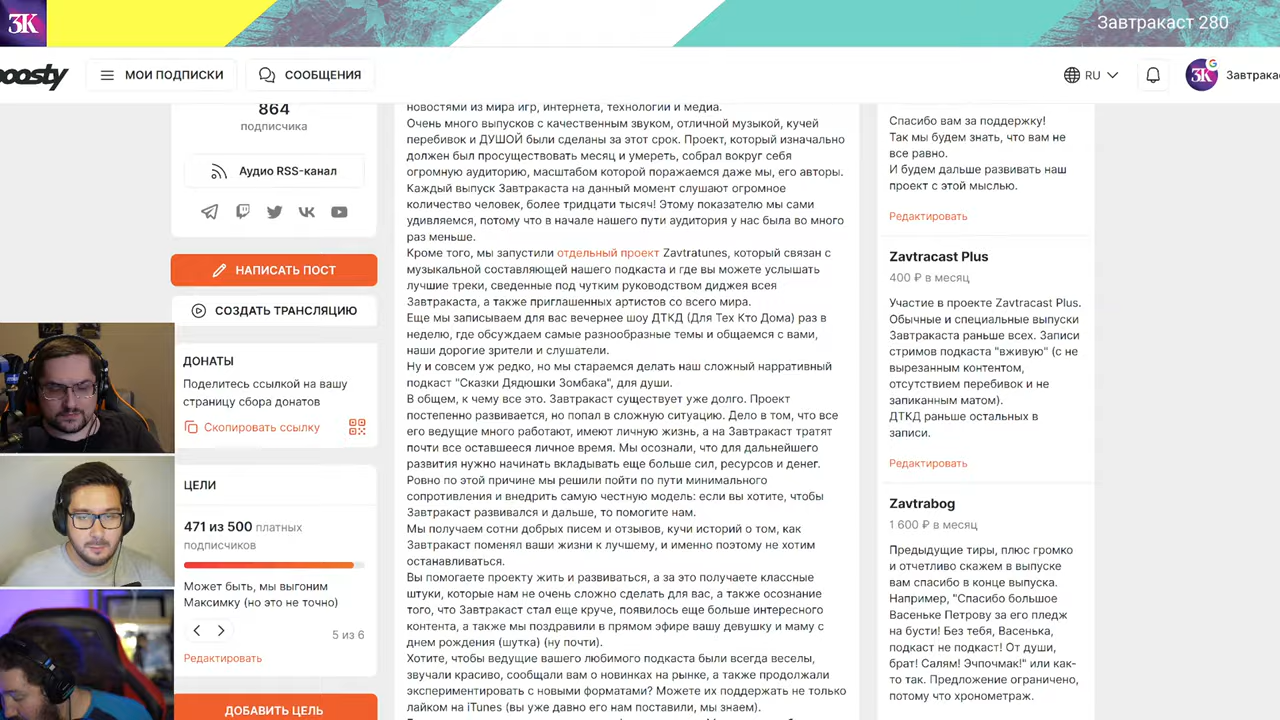 ЗК
Завтракаст 280
boosty
МОИ ПОДПИСКИ
СООБЩЕНИЯ
RU
ЗК
Завтрака
864
подписчика
Аудио RSS-канал
НАПИСАТЬ ПОСТ
СОЗДАТЬ ТРАНСЛЯЦИЮ
ДОНАТЫ
Поделитесь ссылкой на вашу
страницу сбора донатов
Скопировать ссылку
ЦЕЛИ
471 из 500 платных
подписчиков
Может быть, мы выгоним
Максимку (но это не точно)
5 из 6
Редактировать
ДОБАВИТЬ ЦЕЛЬ
новостями из мира игр, интернета, технологий и медиа.
Очень много выпусков с качественным звуком, отличной музыкой, кучей
перебивок и ДУШОЙ были сделаны за этот срок. Проект, который изначально
должен был просуществовать месяц и умереть, собрал вокруг себя
огромную аудиторию, масштабом которой поражаемся даже мы, его авторы.
Каждый выпуск Завтракаста на данный момент слушают огромное
количество человек, более тридцати тысяч! Этому показателю мы сами
удивляемся, потому что в начале нашего пути аудитория у нас была во много
раз меньше.
Кроме того, мы запустили отдельный проект Zavtratunes, который связан с
музыкальной составляющей нашего подкаста и где вы можете услышать
лучшие треки, сведенные под чутким руководством диджея всея
Завтракаста, а также приглашенных артистов со всего мира.
Еще мы записываем для вас вечернее шоу ДТКД (Для Тех Кто Дома) раз в
неделю, где обсуждаем самые разнообразные темы и общаемся с вами,
наши дорогие зрители и слушатели.
Ну и совсем уж редко, но мы стараемся делать наш сложный нарративный
подкаст "Сказки Дядюшки Зомбака", для души.
В общем, к чему все это. Завтракаст существует уже долго. Проект
постепенно развивается, но попал в сложную ситуацию. Дело в том, что все
его ведущие много работают, имеют личную жизнь, а на Завтракаст тратят
почти все оставшееся личное время. Мы осознали, что для дальнейшего
развития нужно начинать вкладывать еще больше сил, ресурсов и денег.
Ровно по этой причине мы решили пойти по пути минимального
сопротивления и внедрить самую честную модель: если вы хотите, чтобы
Завтракаст развивался и дальше, то помогите нам.
Мы получаем сотни добрых писем и отзывов, кучи историй о том, как
Завтракаст поменял ваши жизни к лучшему, и именно поэтому не хотим
останавливаться.
Вы помогаете проекту жить и развиваться, а за это получаете классные
штуки, которые нам не очень сложно сделать для вас, а также осознание
того, что Завтракаст стал еще круче, появилось еще больше интересного
контента, а также мы поздравили в прямом эфире вашу девушку и маму с
днем рождения (шутка) (ну почти).
Хотите, чтобы ведущие вашего любимого подкаста были всегда веселы,
звучали красиво, сообщали вам о новинках на рынке, а также продолжали
экспериментировать с новыми форматами? Можете их поддержать не только
лайком на iTunes (вы уже давно его нам поставили, мы знаем).
Спасибо вам за поддержку!
Так мы будем знать, что вам не
все равно.
И будем дальше развивать наш
проект с этой мыслью.
Редактировать
Zavtracast Plus
400 ₽ в месяц
Участие в проекте Zavtracast Plus.
Обычные и специальные выпуски
Завтракаста раньше всех. Записи
стримов подкаста "вживую" (с не
вырезанным контентом,
отсутствием перебивок и не
запиканным матом).
ДТКД раньше остальных в
записи.
Редактировать
Zavtrabog
1 600 ₽ в месяц
Предыдущие тиры, плюс громко
и отчетливо скажем в выпуске
вам спасибо в конце выпуска.
Например, "Спасибо большое
Васеньке Петрову за его пледж
на бусти! Без тебя, Васенька,
подкаст не подкаст! От души,
брат! Салям! Эчпочмак!" или как-
то так. Предложение ограничено,
потому что хронометраж.